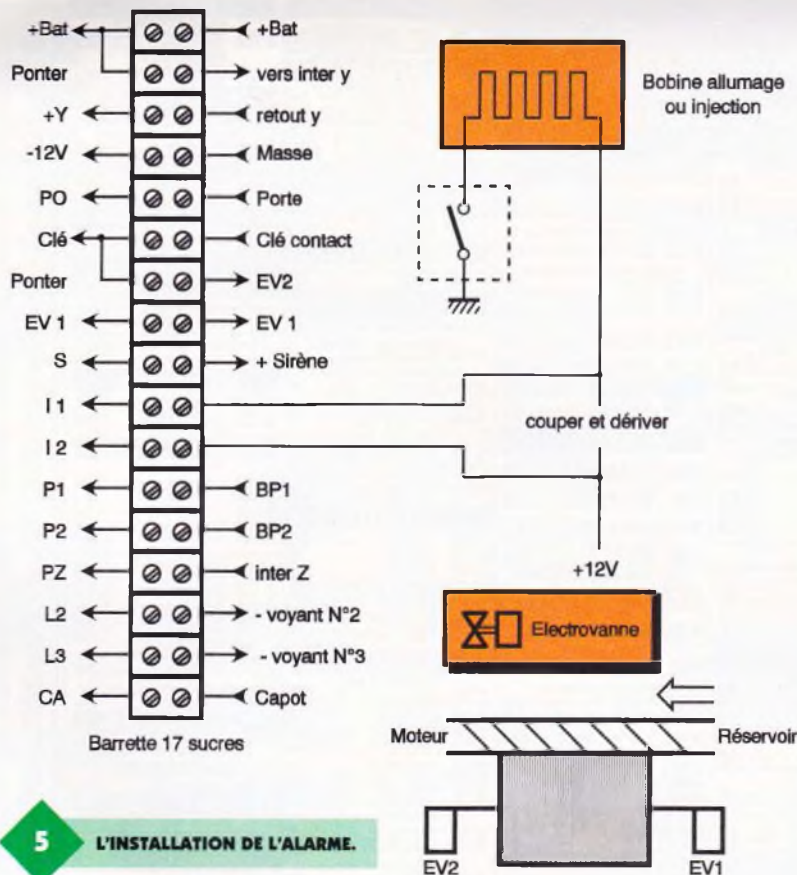 +Bat
+Bat
Ponter
vers inter y
+Y
retout y
-12V
Masse
PO
Porte
Clé
Clé contact
Ponter
EV2
EV 1
EV 1
S
+ Sirène
I 1
I 2
P1
BP1
P2
BP2
PZ
inter Z
L2
- voyant N°2
L3
- voyant N°3
CA
Capot
Barrette 17 sucres
Bobine allumage
ou injection
couper et dériver
+12V
Electrovanne
Moteur
Réservoir
EV2
EV1
5
L'INSTALLATION DE L'ALARME.